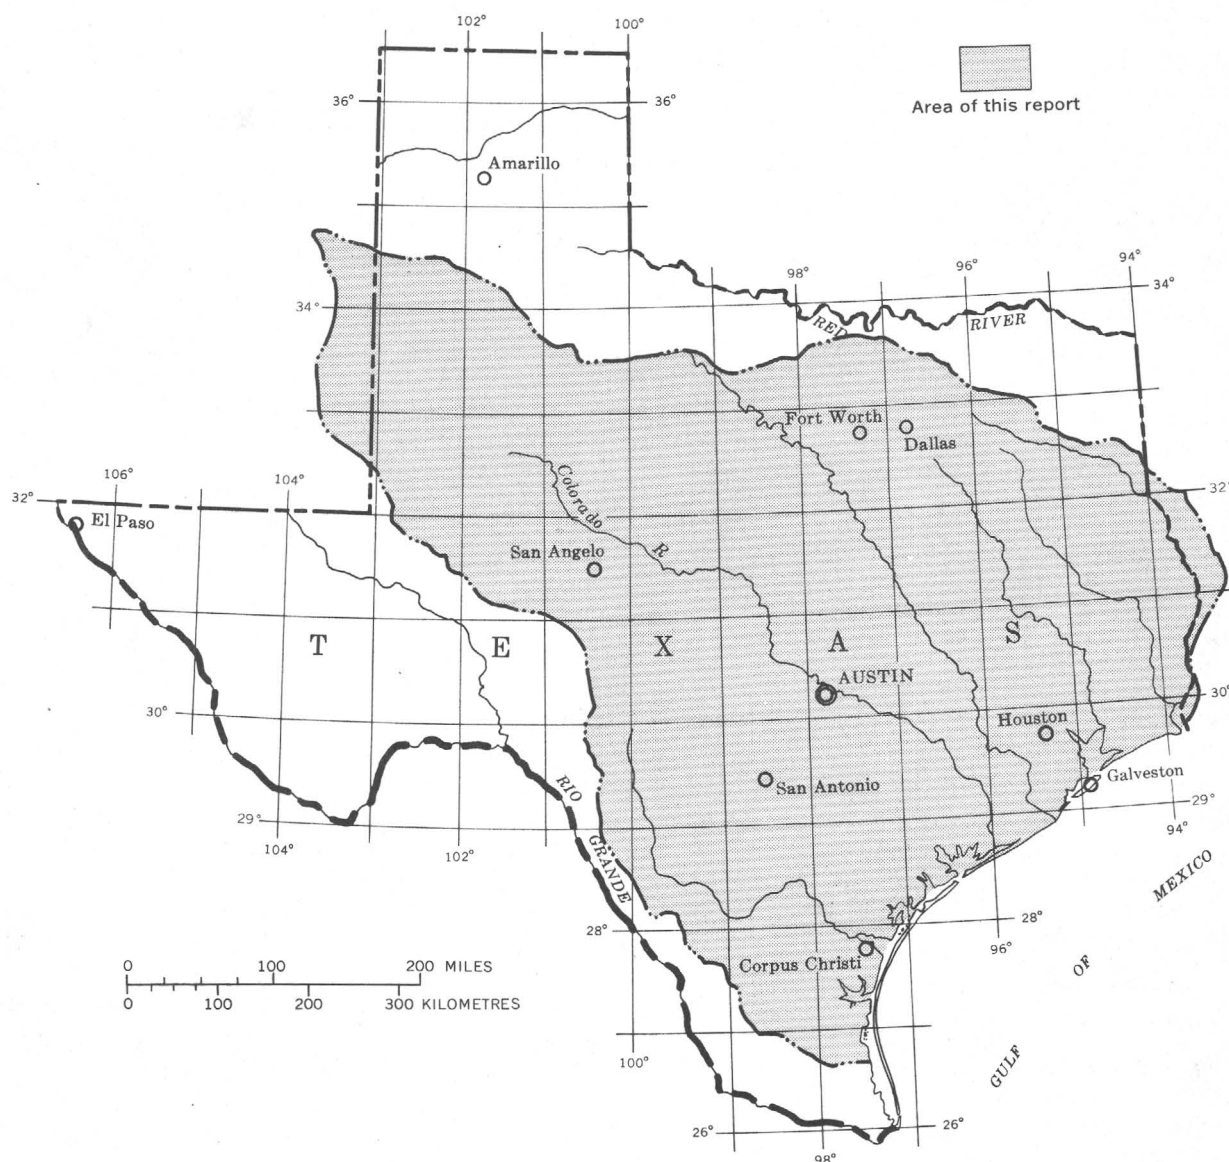 102°
100°
36°
36°
Area of this report
Amarillo
98°
96°
94°
34°
34°
RED
RIVER
Fort Worth
Dallas
106°
104°
32°
32°
El Paso
Colorado
R
San Angelo
T
E
X
A
S
AUSTIN
30°
30°
Houston
San Antonio
Galveston
RIO
GRANDE
29°
29°
104°
102°
94°
MEXICO
28°
28°
96°
OF
Corpus Christi
0 100 200 MILES
0 100 200 300 KILOMETRES
100°
GULF
26°
26°
98°